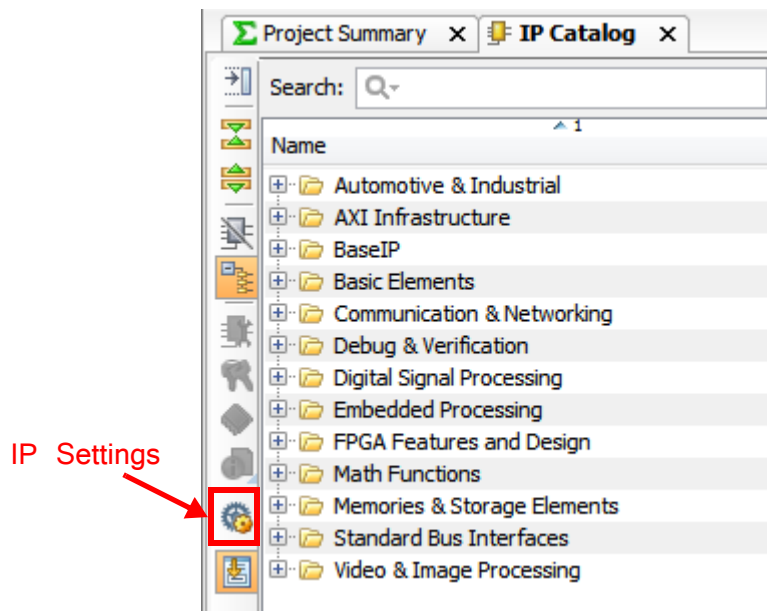 Project Summary X IP Catalog X
Search:
1
Name
Automotive & Industrial
AXI Infrastructure
BaseIP
Basic Elements
Communication & Networking
Debug & Verification
Digital Signal Processing
Embedded Processing
FPGA Features and Design
IP Settings
Math Functions
Memories & Storage Elements
Standard Bus Interfaces
Video & Image Processing